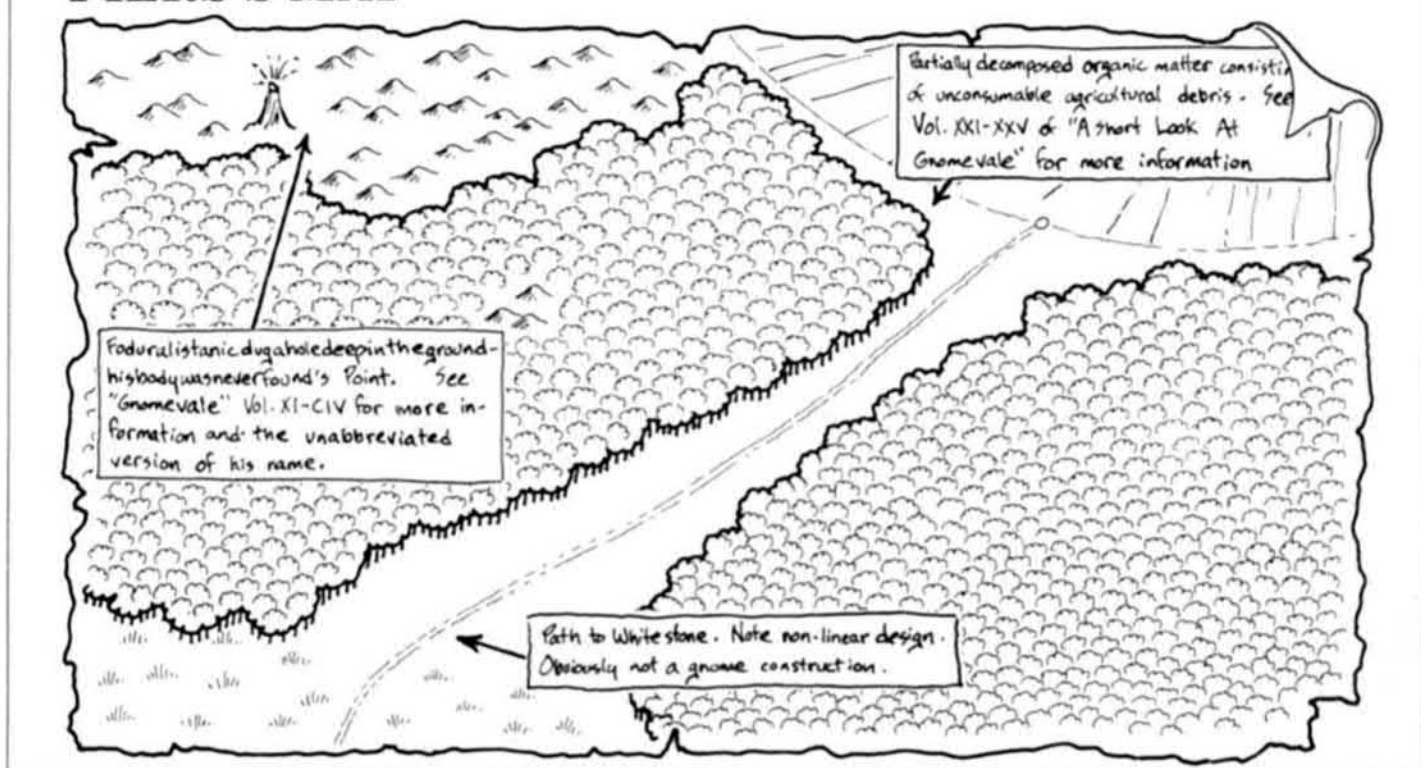 Partially decomposed organic matter consistin
of unconsumable agricultural debris. See
Vol. XXI-XXV of "A short Look At
Gnomevale" for more information
Foduralistanicdugaholedeepintheground-
hisbodywasneverfound's Point. See
"Gnomevale" Vol. XI-CIV for more in-
formation and the unabbreviated
version of his name.
Path to Whitestone. Note non-linear design.
Obviously not a gnome construction.